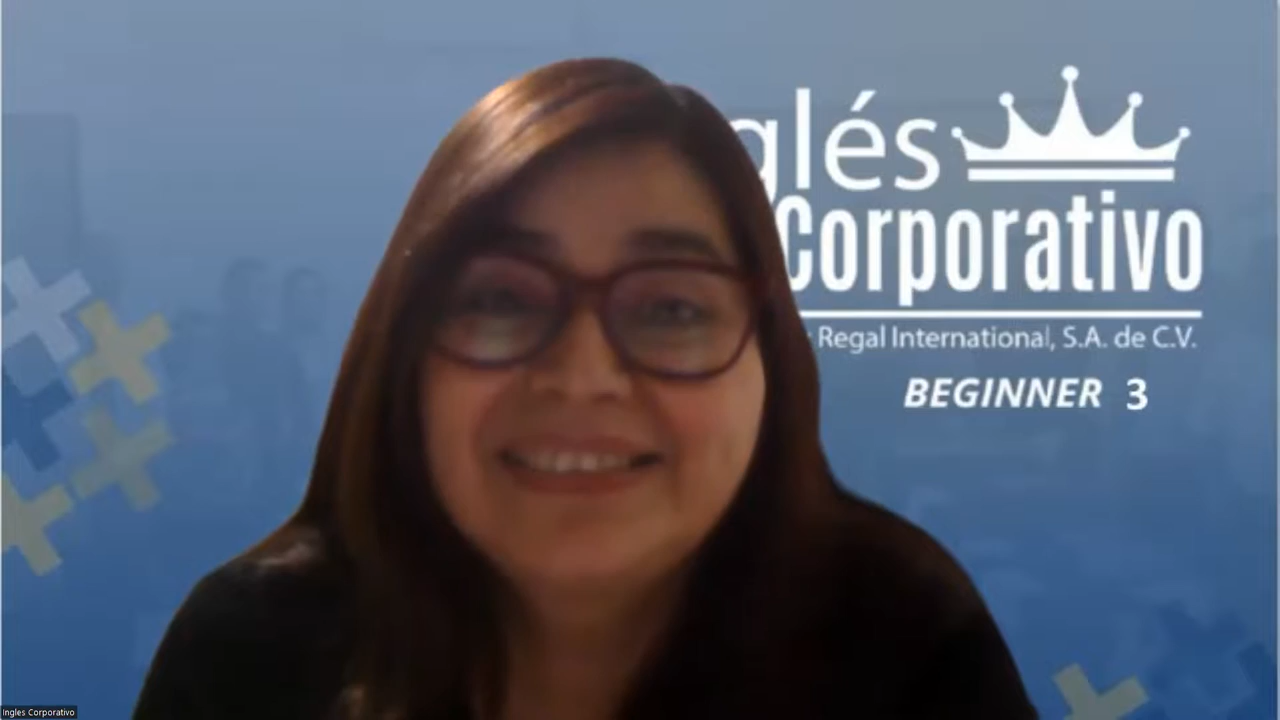 glés
Corporativo
Regal International, S.A. de C.V.
BEGINNER 3
Ingles Corporativo